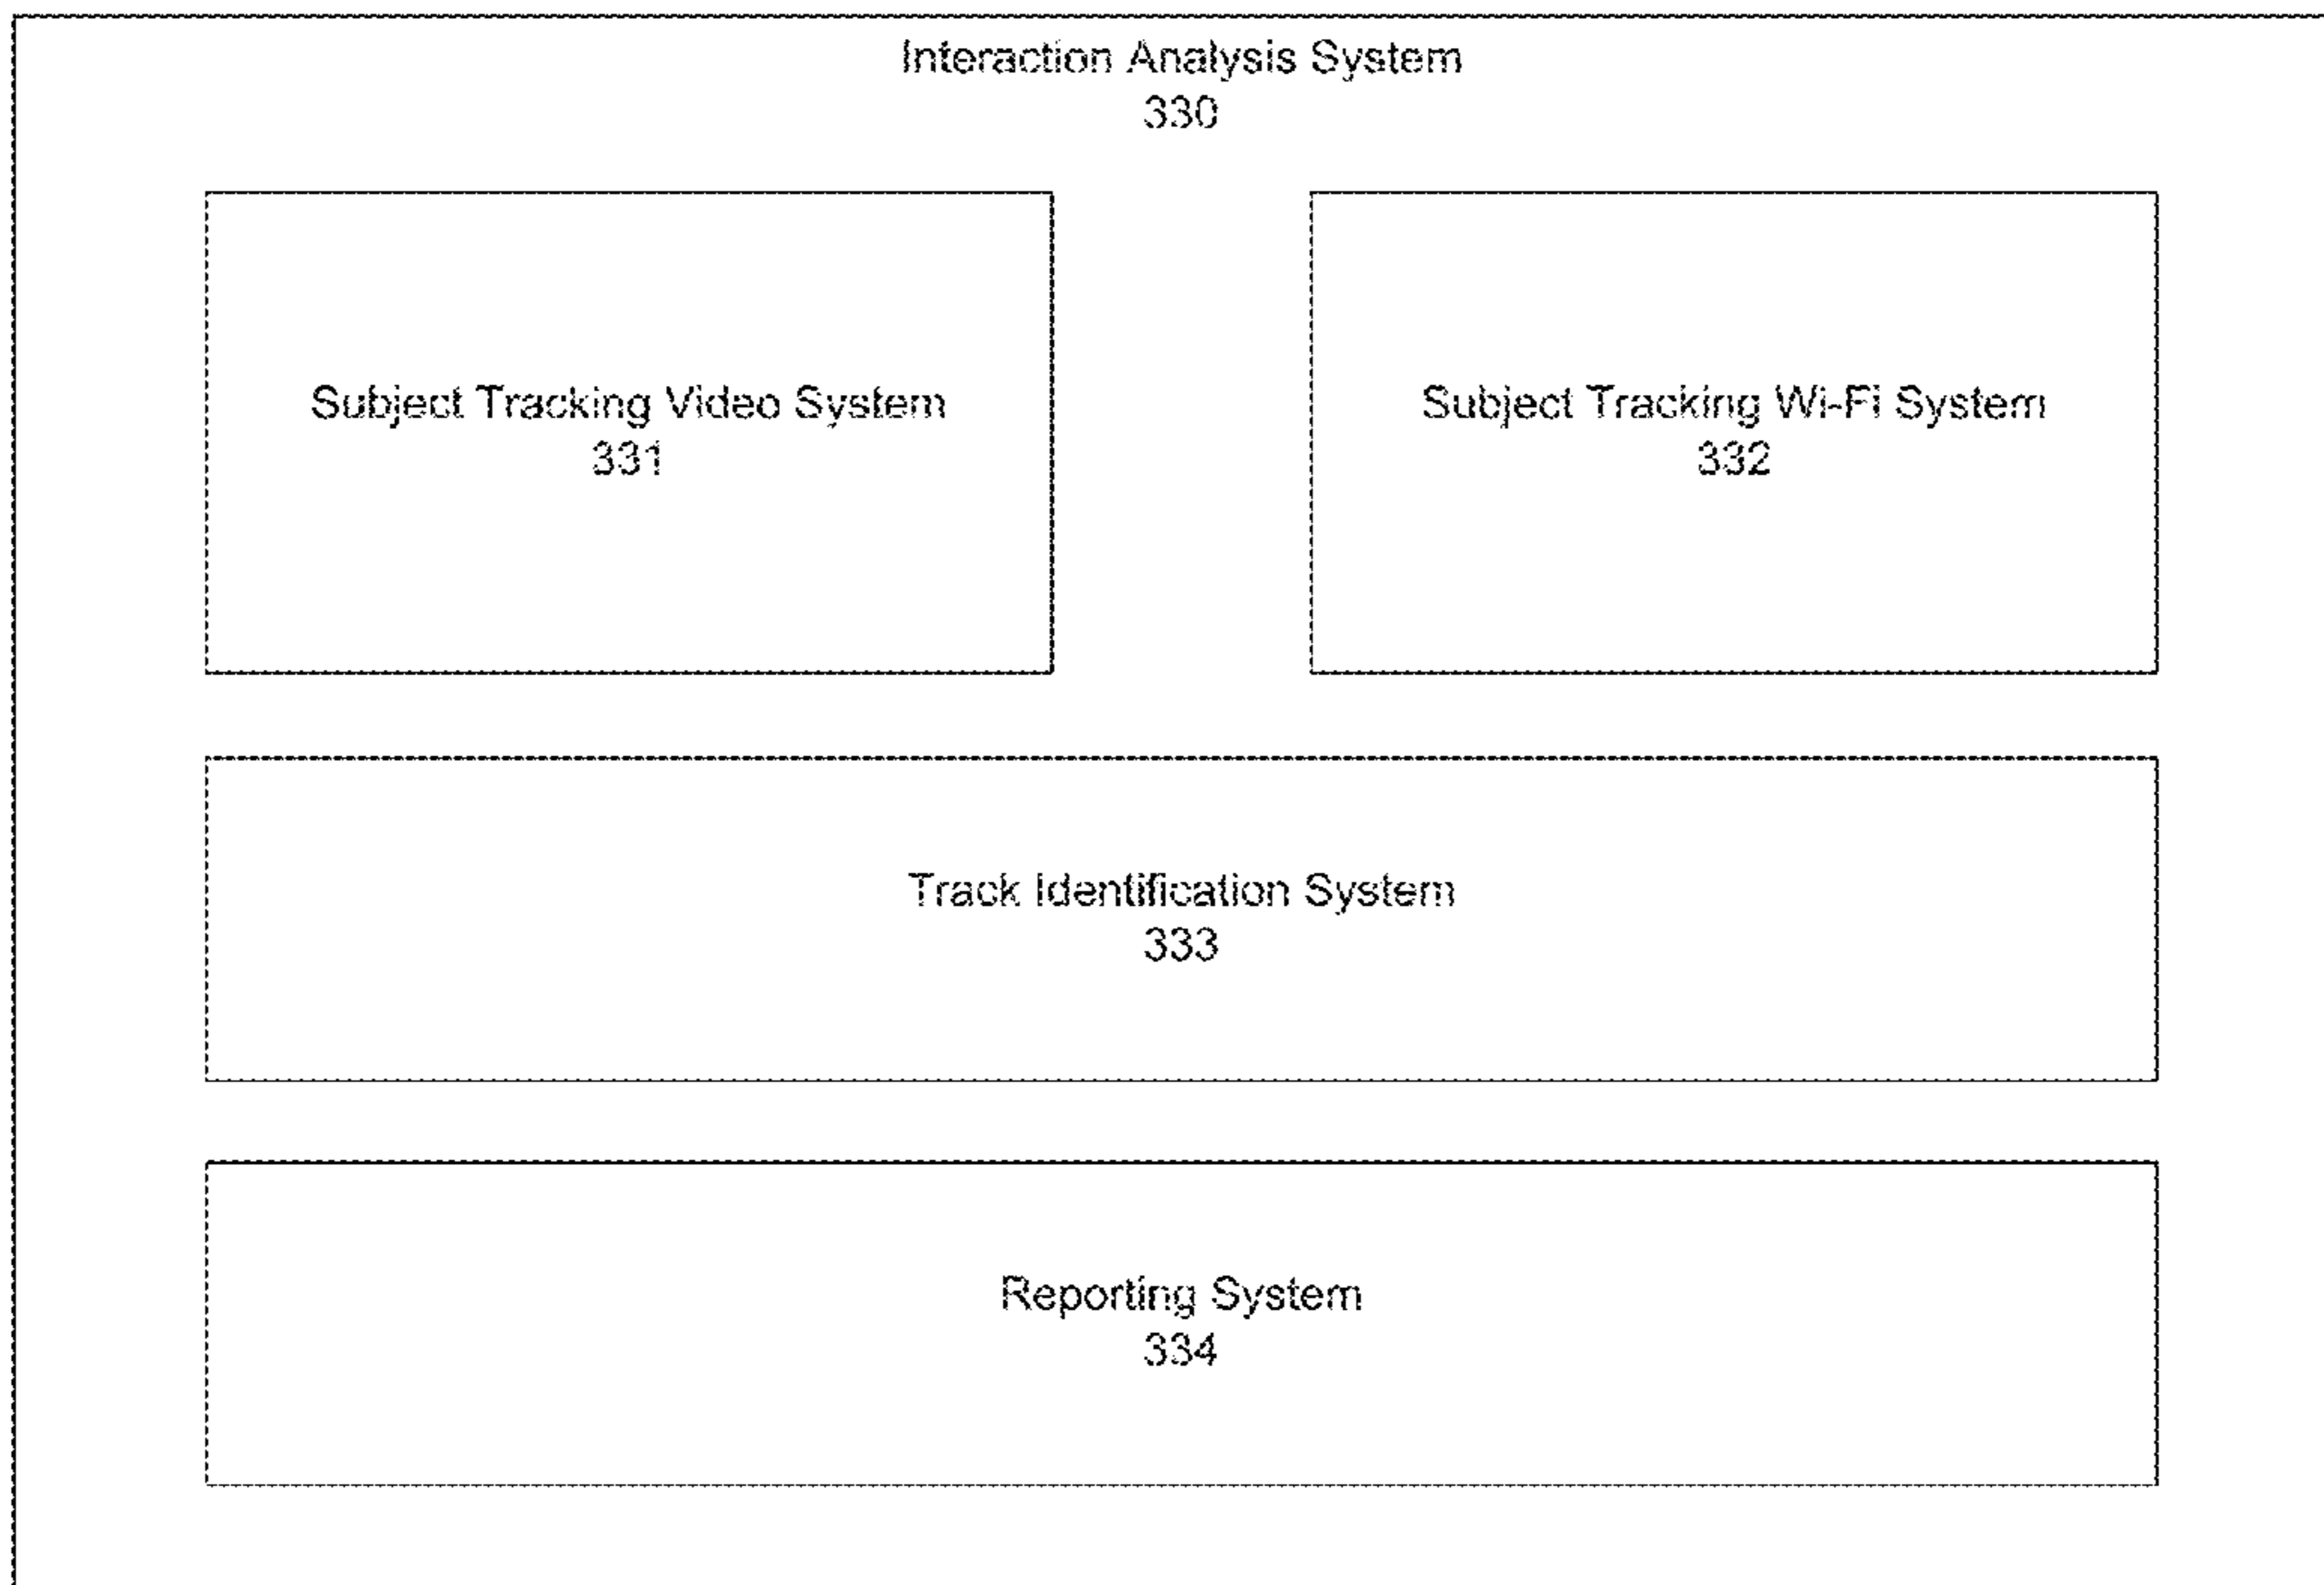 Interaction Analysis System
330
Subject Tracking Video System
331
Subject Tracking Wi-Fi System
332
Track Identification System
333
Reporting System
334